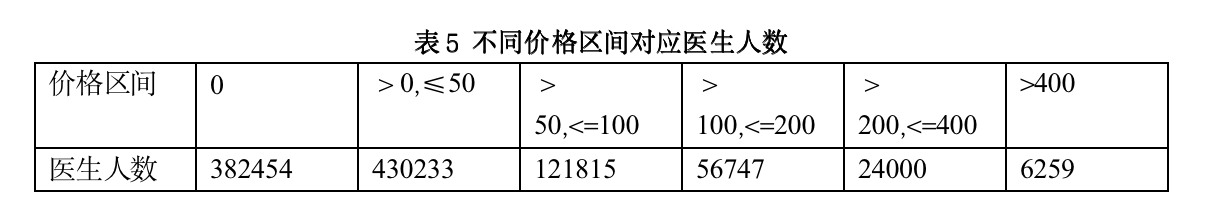 表5 不同价格区间对应医生人数
价格区间 0 ＞0,≤50 ＞ ＞ ＞ >400
50,<=100 100,<=200 200,<=400
医生人数 382454 430233 121815 56747 24000 6259